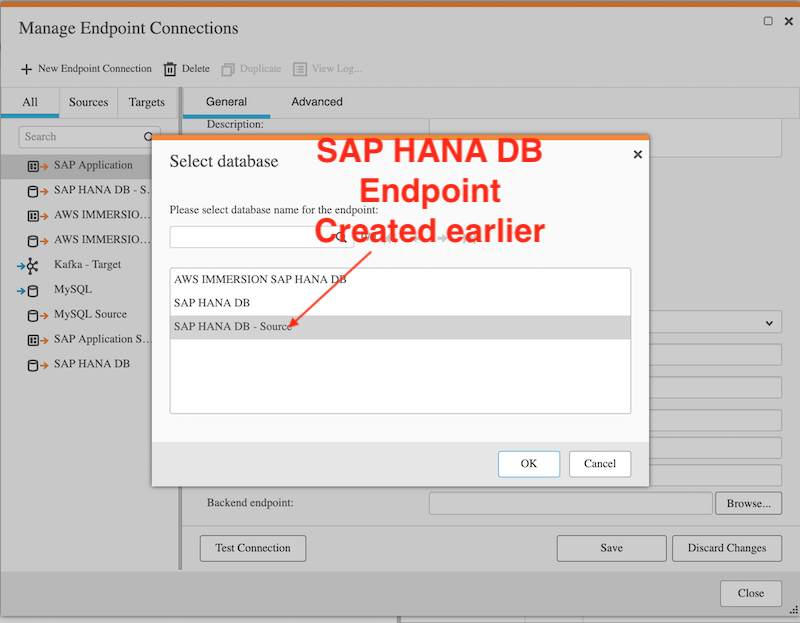 Manage Endpoint Connections
New Endpoint Connection Delete Duplicate View Log...
All Sources Targets General Advanced
Description:
Search
SAP Application
SAP HANA DB - S...
AWS IMMERSIO...
AWS IMMERSIO...
Kafka - Target
MySQL
MySQL Source
SAP Application S...
SAP HANA DB
Select database
SAP HANA DB
Endpoint
Created earlier
Please select database name for the endpoint:
AWS IMMERSION SAP HANA DB
SAP HANA DB
SAP HANA DB - Source
OK Cancel
Backend endpoint: Browse...
Test Connection Save Discard Changes
Close